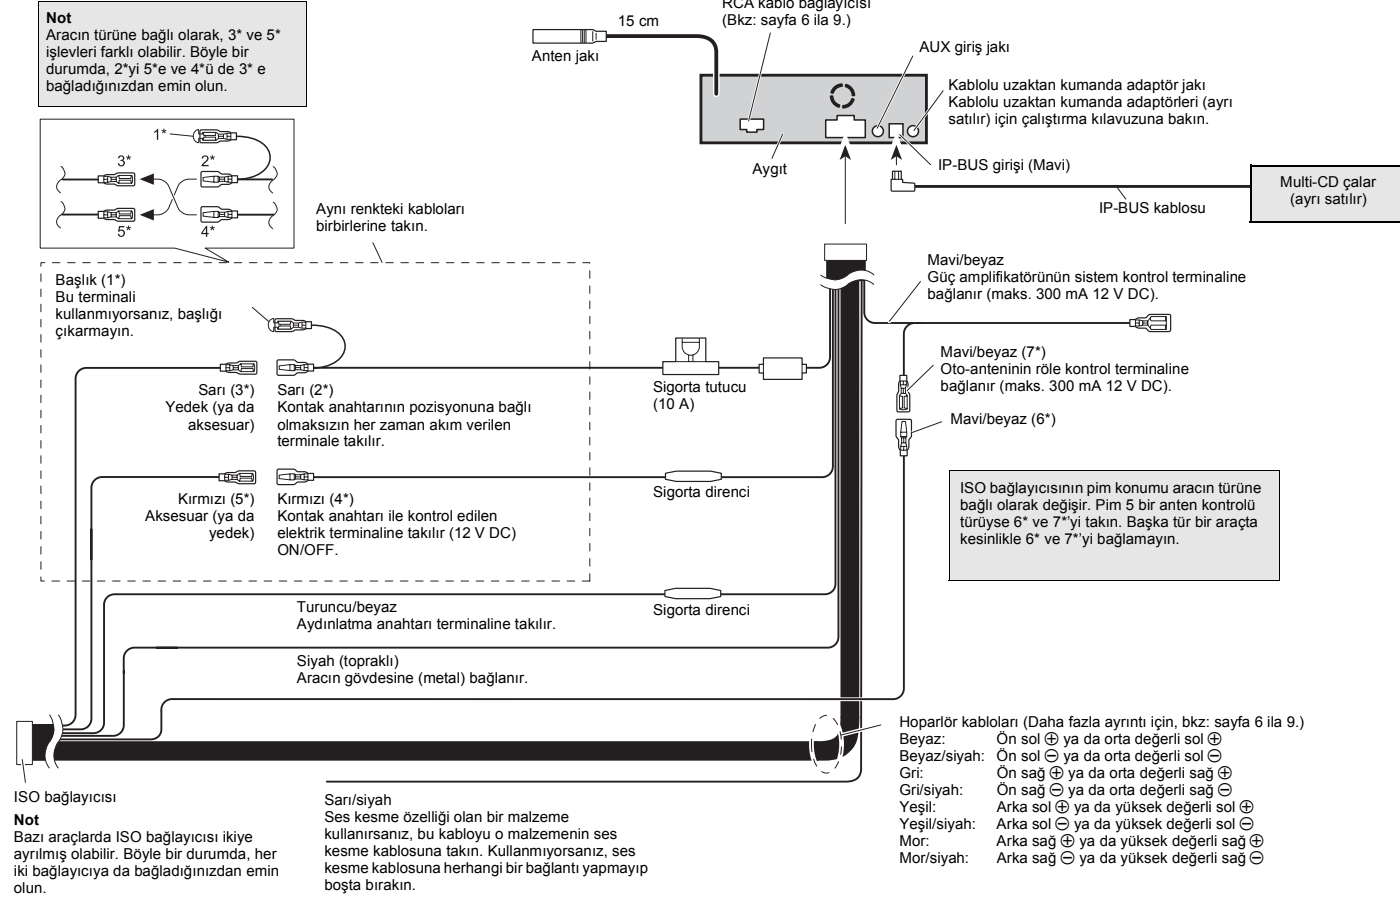 Not
Aracın türüne bağlı olarak, 3* ve 5*
işlevleri farklı olabilir. Böyle bir
durumda, 2*yi 5*e ve 4*ü de 3* e
bağladığınızdan emin olun.
1*
3*
2*
5*
4*
Aynı renkteki kabloları
birbirlerine takın.
15 cm
Anten jakı
RCA kablo bağlayıcısı
(Bkz: sayfa 6 ila 9.)
AUX giriş jakı
Kablolu uzaktan kumanda adaptör jakı
Kablolu uzaktan kumanda adaptörleri (ayrı
satılır) için çalıştırma kılavuzuna bakın.
Aygıt
IP-BUS girişi (Mavi)
IP-BUS kablosu
Multi-CD çalar
(ayrı satılır)
Başlık (1*)
Bu terminali
kullanmıyorsanız, başlığı
çıkarmayın.
Sarı (3*)
Yedek (ya da
aksesuar)
Sarı (2*)
Kontak anahtarının pozisyonuna bağlı
olmaksızın her zaman akım verilen
terminale takılır.
Sigorta tutucu
(10 A)
Kırmızı (5*)
Aksesuar (ya da
yedek)
Kırmızı (4*)
Kontak anahtarı ile kontrol edilen
elektrik terminaline takılır (12 V DC)
ON/OFF.
Sigorta direnci
Mavi/beyaz
Güç amplifikatörünün sistem kontrol terminaline
bağlanır (maks. 300 mA 12 V DC).
Mavi/beyaz (7*)
Oto-anteninin röle kontrol terminaline
bağlanır (maks. 300 mA 12 V DC).
Mavi/beyaz (6*)
ISO bağlayıcısının pim konumu aracın türüne
bağlı olarak değişir. Pim 5 bir anten kontrolü
türüyse 6* ve 7*'yi takın. Başka tür bir araçta
kesinlikle 6* ve 7*'yi bağlamayın.
Turuncu/beyaz
Aydınlatma anahtarı terminaline takılır.
Sigorta direnci
Siyah (topraklı)
Aracın gövdesine (metal) bağlanır.
ISO bağlayıcısı
Not
Bazı araçlarda ISO bağlayıcısı ikiye
ayrılmış olabilir. Böyle bir durumda, her
iki bağlayıcıya da bağladığınızdan emin
olun.
Sarı/siyah
Ses kesme özelliği olan bir malzeme
kullanırsanız, bu kabloyu o malzemenin ses
kesme kablosuna takın. Kullanmıyorsanız, ses
kesme kablosuna herhangi bir bağlantı yapmayıp
boşta bırakın.
Hoparlör kabloları (Daha fazla ayrıntı için, bkz: sayfa 6 ila 9.)
Beyaz: Ön sol ⊕ ya da orta değerli sol ⊕
Beyaz/siyah: Ön sol ⊖ ya da orta değerli sol ⊖
Gri: Ön sağ ⊕ ya da orta değerli sağ ⊕
Gri/siyah: Ön sağ ⊖ ya da orta değerli sağ ⊖
Yeşil: Arka sol ⊕ ya da yüksek değerli sol ⊕
Yeşil/siyah: Arka sol ⊖ ya da yüksek değerli sol ⊖
Mor: Arka sağ ⊕ ya da yüksek değerli sağ ⊕
Mor/siyah: Arka sağ ⊖ ya da yüksek değerli sağ ⊖